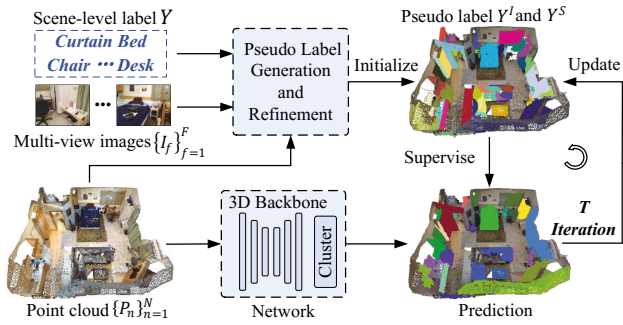 Scene-level label Y
Curtain Bed
Chair ••• Desk
•••
Multi-view images {I_f}_{f=1}^F
Pseudo Label
Generation
and
Refinement
Initialize
Pseudo label Y^I and Y^S
Update
Supervise
T
Iteration
3D Backbone
Cluster
Point cloud {P_n}_{n=1}^N
Network
Prediction